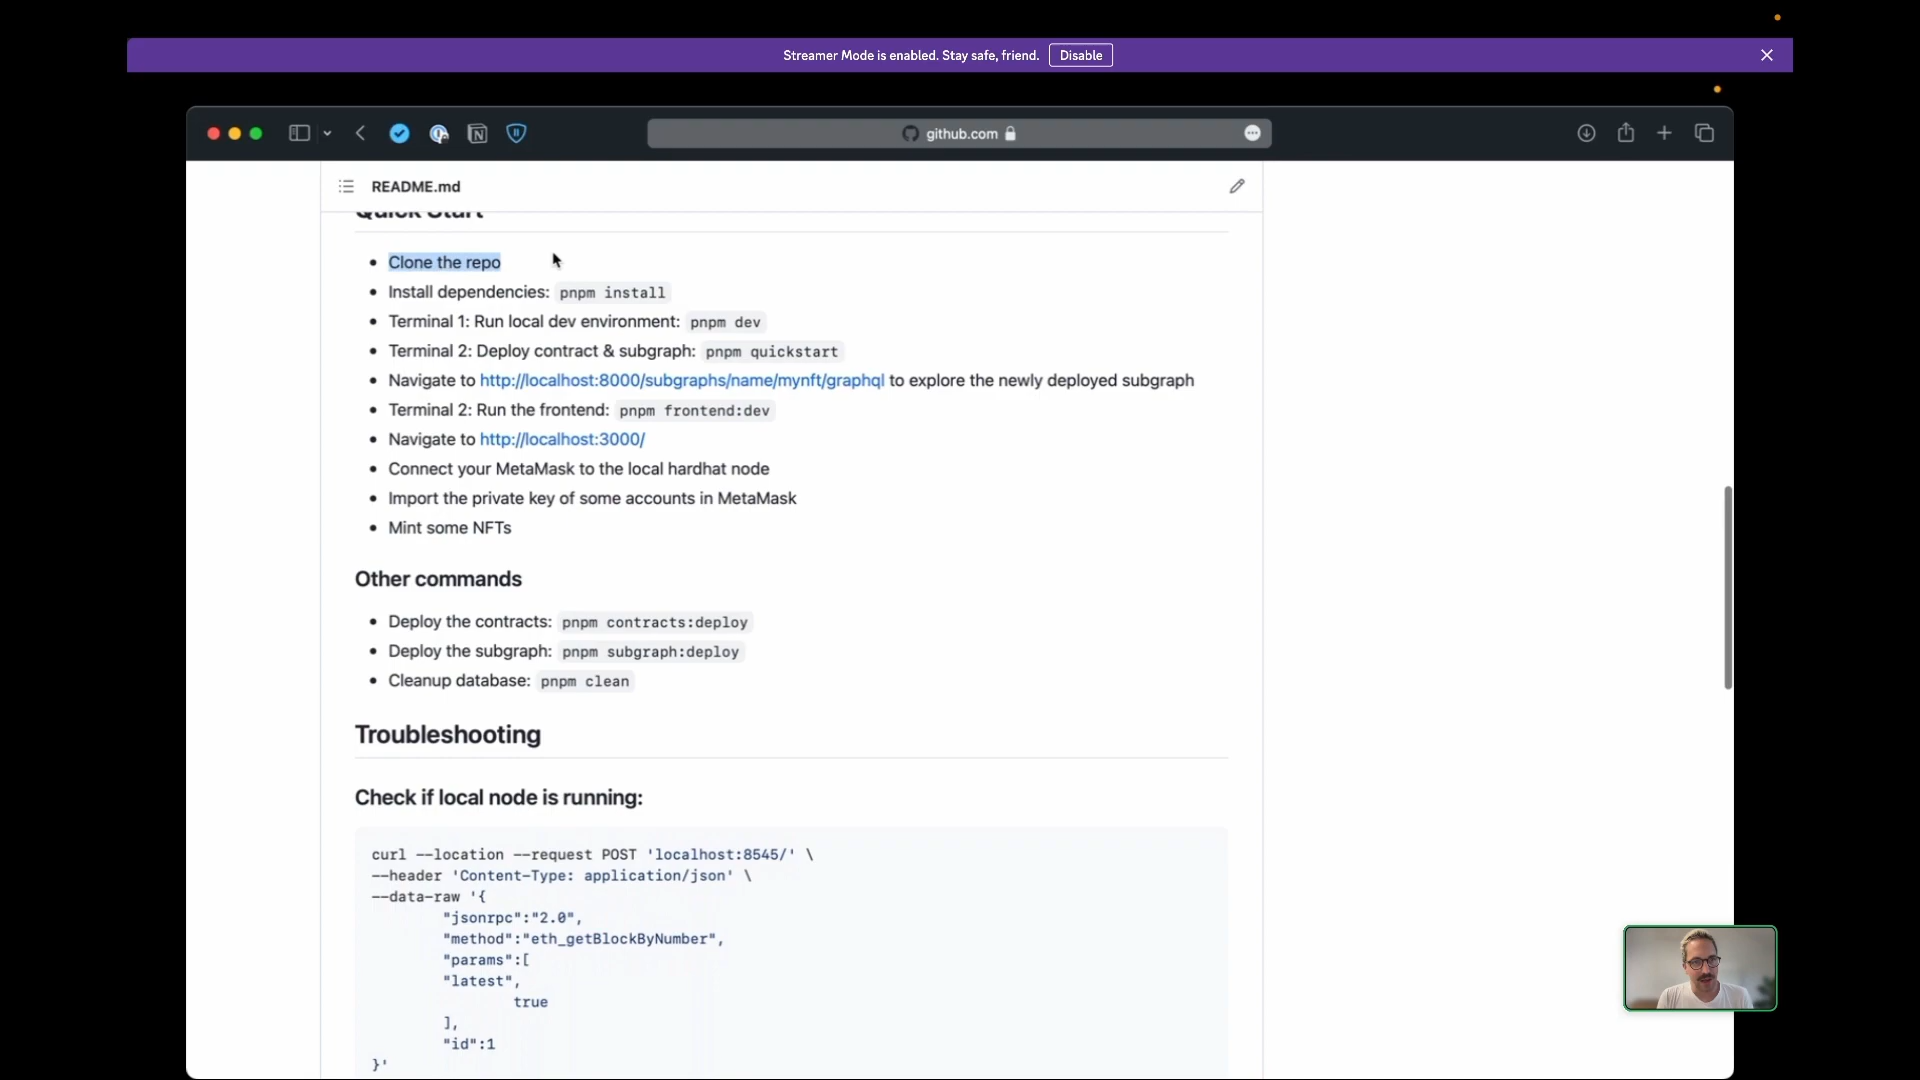 Streamer Mode is enabled. Stay safe, friend. Disable
github.com
README.md
Quick Start
Clone the repo
Install dependencies: pnpm install
Terminal 1: Run local dev environment: pnpm dev
Terminal 2: Deploy contract & subgraph: pnpm quickstart
Navigate to http://localhost:8000/subgraphs/name/mynft/graphql to explore the newly deployed subgraph
Terminal 2: Run the frontend: pnpm frontend:dev
Navigate to http://localhost:3000/
Connect your MetaMask to the local hardhat node
Import the private key of some accounts in MetaMask
Mint some NFTs
Other commands
Deploy the contracts: pnpm contracts:deploy
Deploy the subgraph: pnpm subgraph:deploy
Cleanup database: pnpm clean
Troubleshooting
Check if local node is running:
curl --location --request POST 'localhost:8545/' \
--header 'Content-Type: application/json' \
--data-raw '{
"jsonrpc":"2.0",
"method":"eth_getBlockByNumber",
"params":[
"latest",
true
],
"id":1
}'